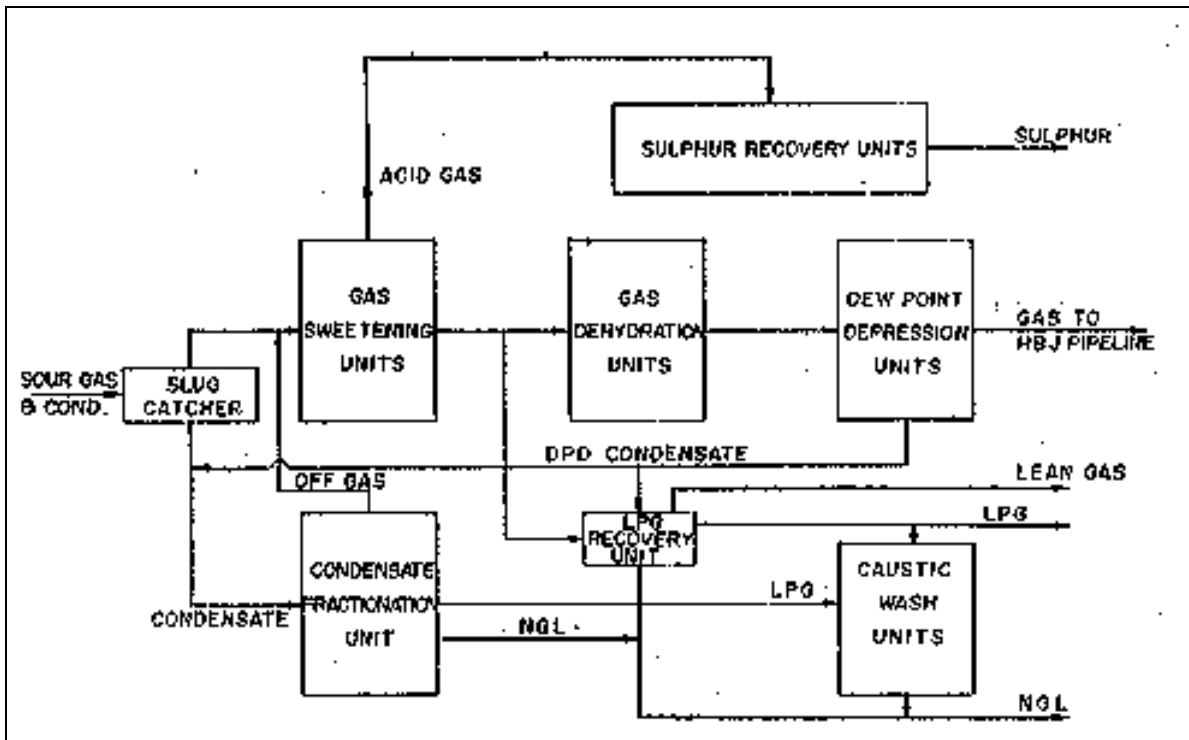 SULPHUR RECOVERY UNITS
SULPHUR
ACID GAS
GAS
SWEETENING
UNITS
GAS
DEHYDRATION
UNITS
DEW POINT
DEPRESSION
UNITS
GAS TO
HBJ PIPELINE
SOUR GAS
& COND.
SLUG
CATCHER
DPD CONDENSATE
OFF GAS
LEAN GAS
LPG
RECOVERY
UNIT
LPG
CONDENSATE
FRACTIONATION
UNIT
CAUSTIC
WASH
UNITS
LPG
CONDENSATE
NGL
NGL